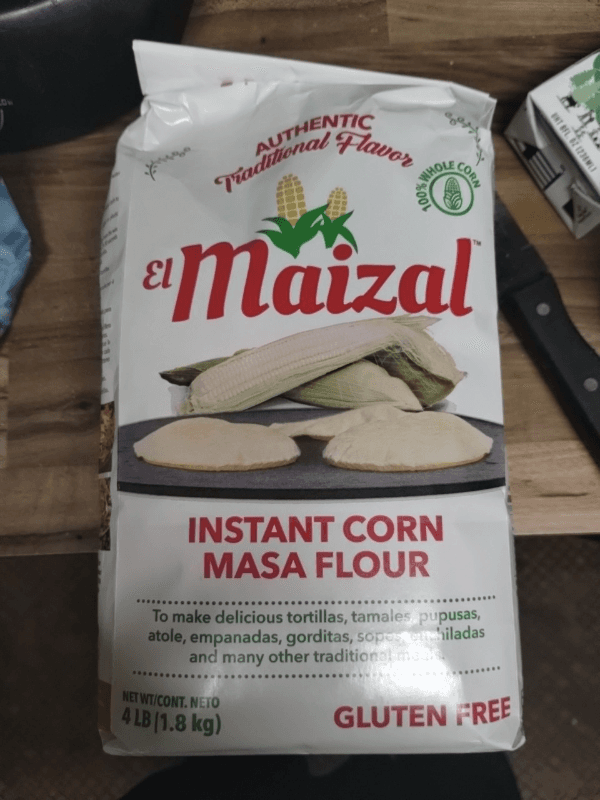 AUTHENTIC
Traditional Flavor
100% WHOLE CORN
El Maizal™
INSTANT CORN
MASA FLOUR
To make delicious tortillas, tamales, pupusas,
atole, empanadas, gorditas, sopes, enchiladas
and many other traditional
NET WT/CONT. NETO
4 LB (1.8 kg)
GLUTEN FREE